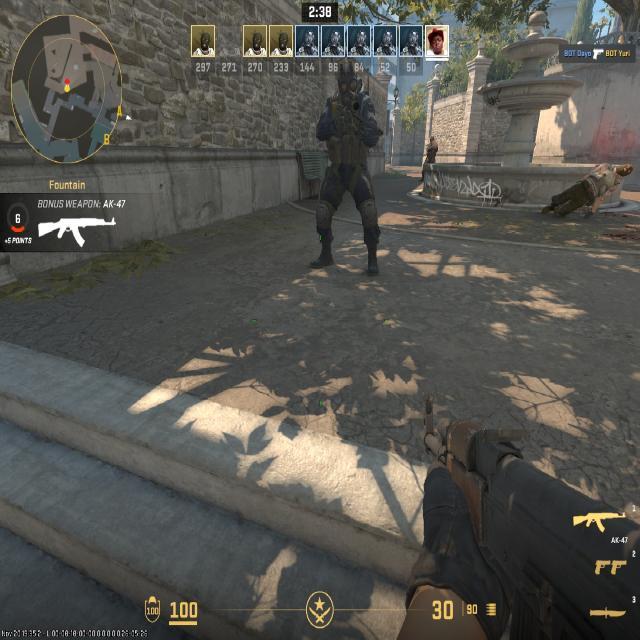 2:38
297 271 270 233 144 96 84 52 50
BOT Dayo BOT Yuri
A
B
Fountain
BONUS WEAPON: AK-47
6
+5 POINTS
1
AK-47
2
3
100 100
30 90